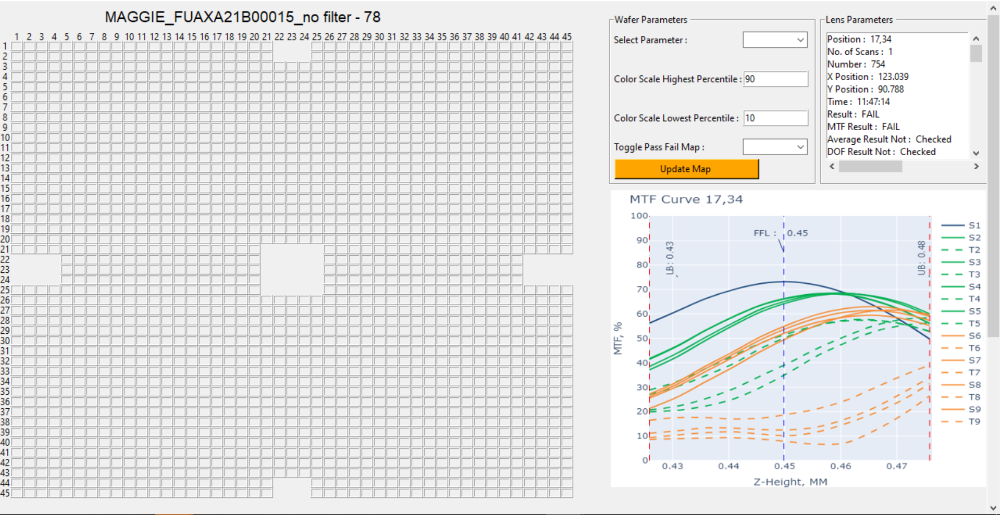 MAGGIE_FUAXA21B00015_no filter - 78
1 2 3 4 5 6 7 8 9 10 11 12 13 14 15 16 17 18 19 20 21 22 23 24 25 26 27 28 29 30 31 32 33 34 35 36 37 38 39 40 41 42 43 44 45
1
2
3
4
5
6
7
8
9
10
11
12
13
14
15
16
17
18
19
20
21
22
23
24
25
26
27
28
29
30
31
32
33
34
35
36
37
38
39
40
41
42
43
44
45
Wafer Parameters
Select Parameter :
Color Scale Highest Percentile : 90
Color Scale Lowest Percentile : 10
Toggle Pass Fail Map :
Update Map
Lens Parameters
Position : 17,34
No. of Scans : 1
Number : 754
X Position : 123.039
Y Position : 90.788
Time : 11:47:14
Result : FAIL
MTF Result : FAIL
Average Result Not : Checked
DOF Result Not : Checked
MTF Curve 17,34
100
90
80
70
60
50
40
30
20
10
0
MTF, %
LB: 0.43
FFL : 0.45
UB: 0.48
0.43 0.44 0.45 0.46 0.47
Z-Height, MM
S1
S2
T2
S3
T3
S4
T4
S5
T5
S6
T6
S7
T7
S8
T8
S9
T9